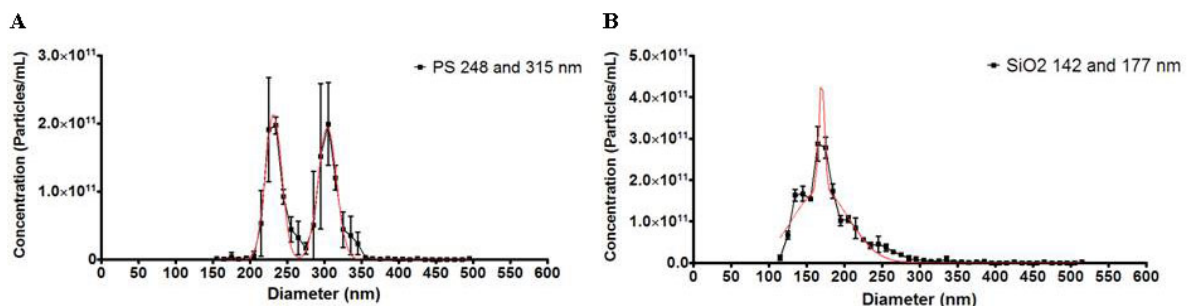 A
Concentration (Particles/mL)
3.0×10¹¹
2.0×10¹¹
1.0×10¹¹
0
0 50 100 150 200 250 300 350 400 450 500 550 600
Diameter (nm)
PS 248 and 315 nm
B
Concentration (Particles/mL)
5.0×10¹¹
4.0×10¹¹
3.0×10¹¹
2.0×10¹¹
1.0×10¹¹
0.0
0 50 100 150 200 250 300 350 400 450 500 550 600
Diameter (nm)
SiO2 142 and 177 nm